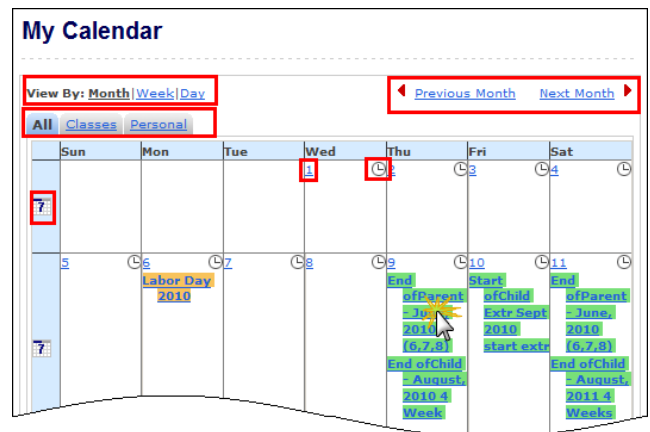 My Calendar
View By: Month|Week|Day
Previous Month Next Month
All Classes Personal
Sun Mon Tue Wed Thu Fri Sat
1 2 3 4
7
5 6 7 8 9 10 11
Labor Day
2010
End
ofParent
2010
(6,7,8)
End ofChild
- August,
2010 4
Week
Start
ofChild
Extr Sept
2010
start extr
End
ofParent
- June,
2010
(6,7,8)
End ofChild
- August,
2011 4
Weeks
7